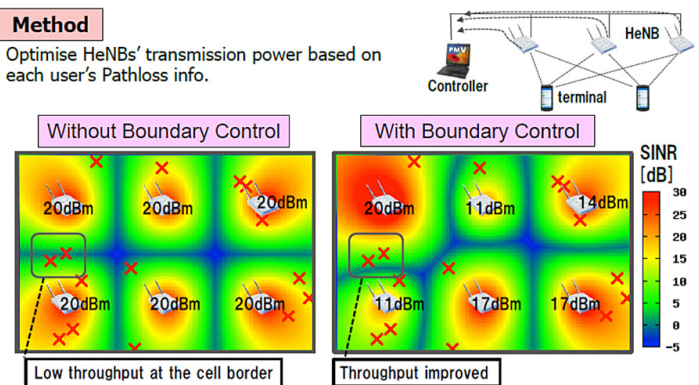 Method
Optimise HeNBs' transmission power based on
each user's Pathloss info.
HeNB
PMV
Controller
terminal
Without Boundary Control
With Boundary Control
SINR
[dB]
20dBm
20dBm
20dBm
20dBm
20dBm
20dBm
20dBm
11dBm
14dBm
11dBm
17dBm
17dBm
30
25
20
15
10
5
0
-5
Low throughput at the cell border
Throughput improved